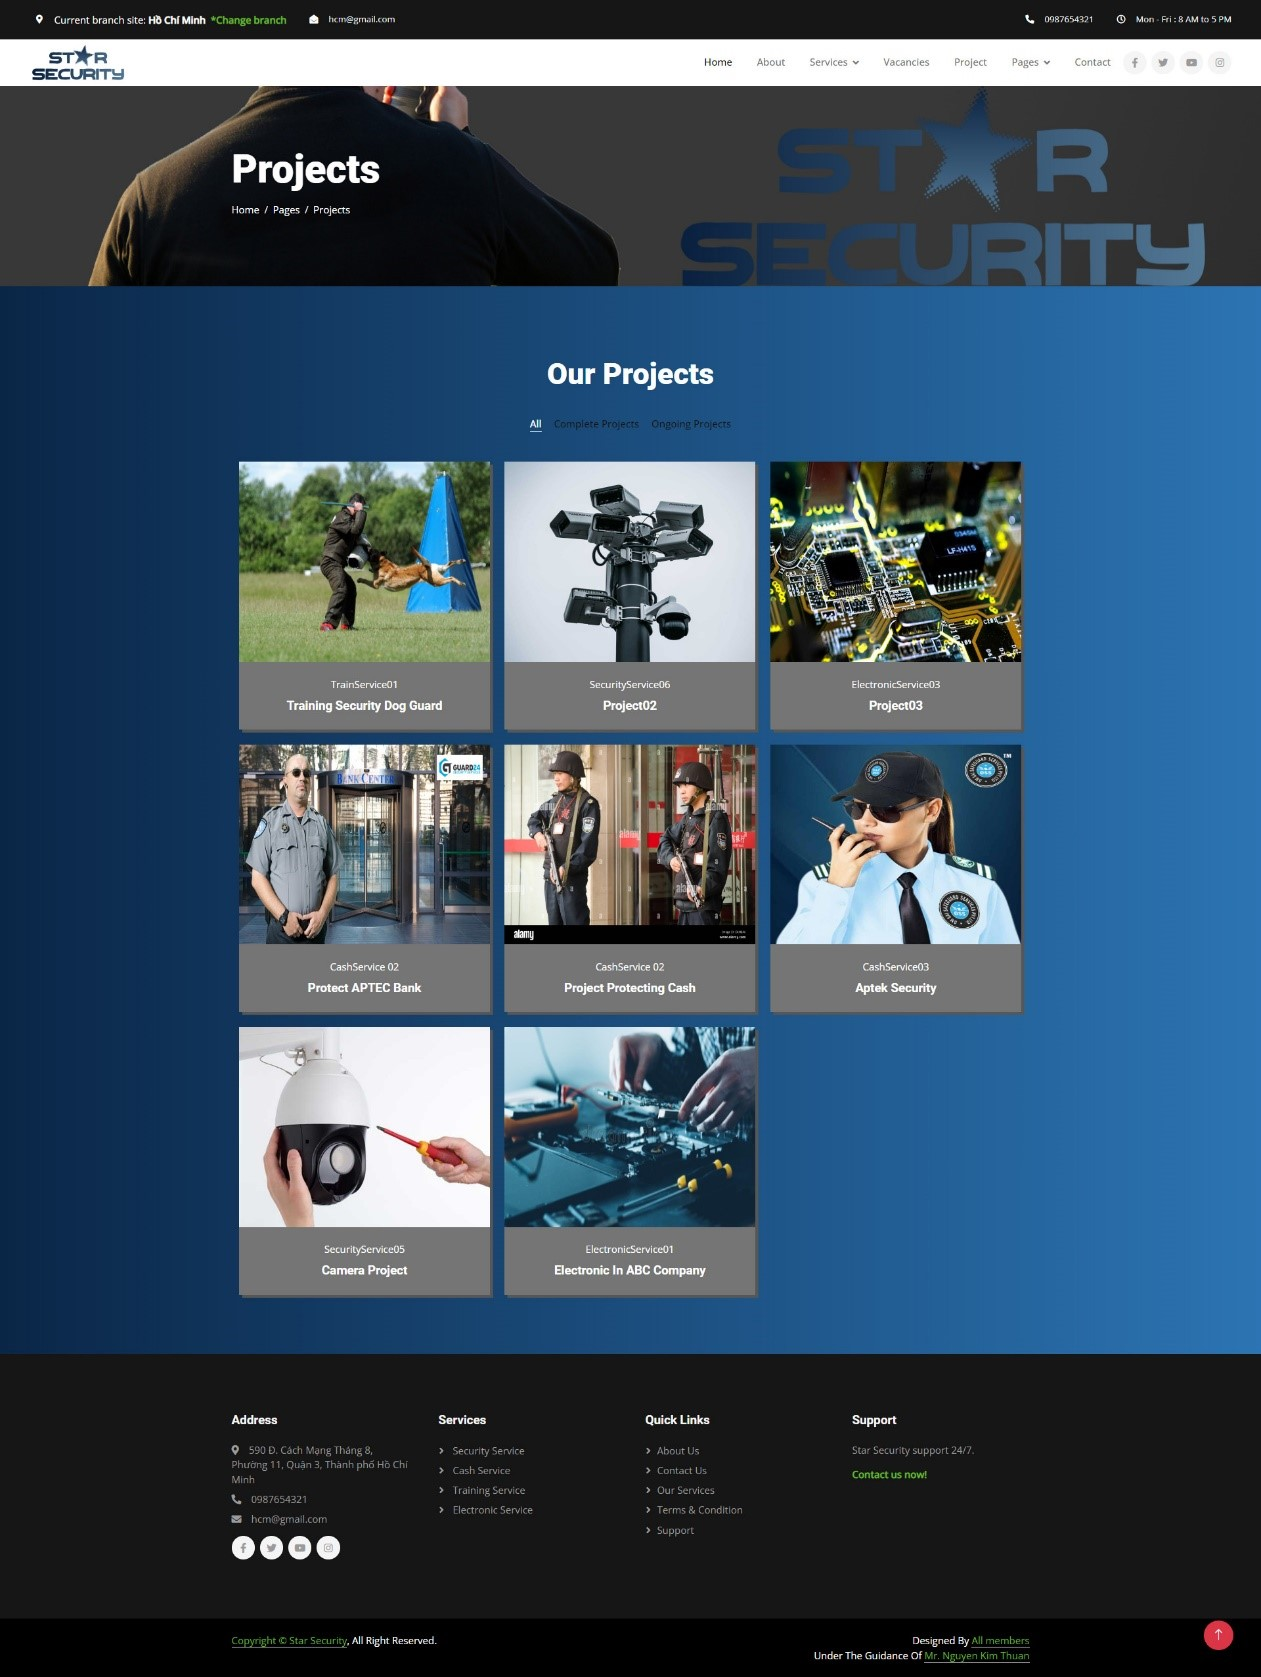 Current branch site: Hồ Chí Minh *Change branch hcm@gmail.com 0987654321 Mon - Fri : 8 AM to 5 PM
ST★R
SECURITY
Home About Services Vacancies Project Pages Contact
ST★R
SECURITY
Projects
Home / Pages / Projects
Our Projects
All Complete Projects Ongoing Projects
LF-H41S
TrainService01
Training Security Dog Guard
SecurityService06
Project02
ElectronicService03
Project03
GUARD24
BANK CENTER
alamy
alamy
alamy
alamy
CashService 02
Protect APTEC Bank
CashService 02
Project Protecting Cash
CashService03
Aptek Security
SecurityService05
Camera Project
ElectronicService01
Electronic In ABC Company
Address
590 Đ. Cách Mạng Tháng 8,
Phường 11, Quận 3, Thành phố Hồ Chí
Minh
0987654321
hcm@gmail.com
Services
Security Service
Cash Service
Training Service
Electronic Service
Quick Links
About Us
Contact Us
Our Services
Terms & Condition
Support
Support
Star Security support 24/7.
Contact us now!
Copyright © Star Security, All Right Reserved.
Designed By All members
Under The Guidance Of Mr. Nguyen Kim Thuan